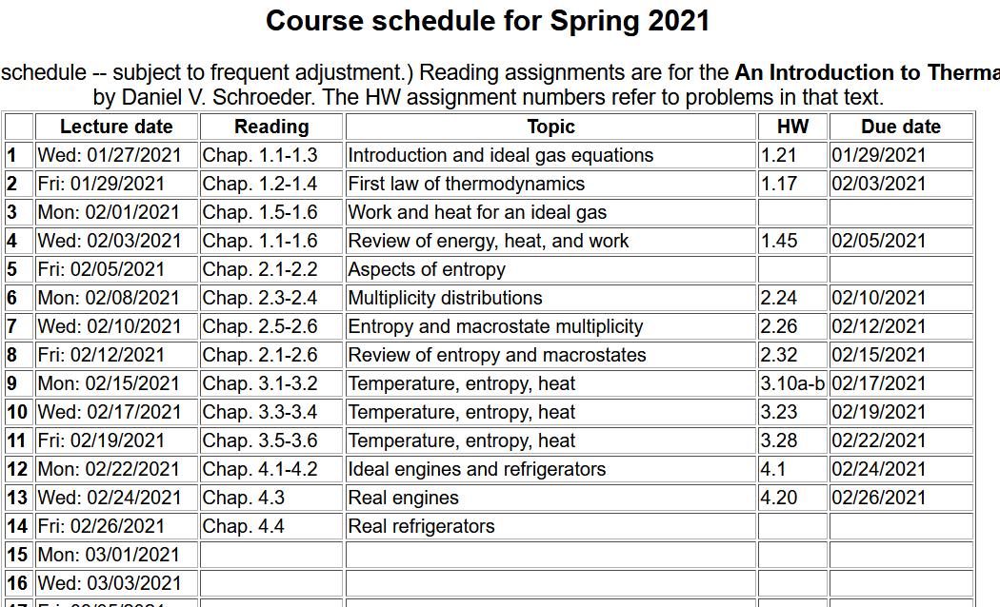 Course schedule for Spring 2021
schedule -- subject to frequent adjustment.) Reading assignments are for the An Introduction to Therma
by Daniel V. Schroeder. The HW assignment numbers refer to problems in that text.
Lecture date Reading Topic HW Due date
1 Wed: 01/27/2021 Chap. 1.1-1.3 Introduction and ideal gas equations 1.21 01/29/2021
2 Fri: 01/29/2021 Chap. 1.2-1.4 First law of thermodynamics 1.17 02/03/2021
3 Mon: 02/01/2021 Chap. 1.5-1.6 Work and heat for an ideal gas
4 Wed: 02/03/2021 Chap. 1.1-1.6 Review of energy, heat, and work 1.45 02/05/2021
5 Fri: 02/05/2021 Chap. 2.1-2.2 Aspects of entropy
6 Mon: 02/08/2021 Chap. 2.3-2.4 Multiplicity distributions 2.24 02/10/2021
7 Wed: 02/10/2021 Chap. 2.5-2.6 Entropy and macrostate multiplicity 2.26 02/12/2021
8 Fri: 02/12/2021 Chap. 2.1-2.6 Review of entropy and macrostates 2.32 02/15/2021
9 Mon: 02/15/2021 Chap. 3.1-3.2 Temperature, entropy, heat 3.10a-b 02/17/2021
10 Wed: 02/17/2021 Chap. 3.3-3.4 Temperature, entropy, heat 3.23 02/19/2021
11 Fri: 02/19/2021 Chap. 3.5-3.6 Temperature, entropy, heat 3.28 02/22/2021
12 Mon: 02/22/2021 Chap. 4.1-4.2 Ideal engines and refrigerators 4.1 02/24/2021
13 Wed: 02/24/2021 Chap. 4.3 Real engines 4.20 02/26/2021
14 Fri: 02/26/2021 Chap. 4.4 Real refrigerators
15 Mon: 03/01/2021
16 Wed: 03/03/2021